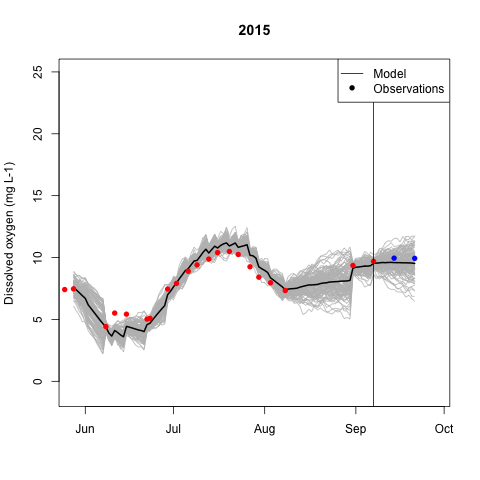 2015
Model
Observations
Dissolved oxygen (mg L-1)
25
20
15
10
5
0
Jun
Jul
Aug
Sep
Oct